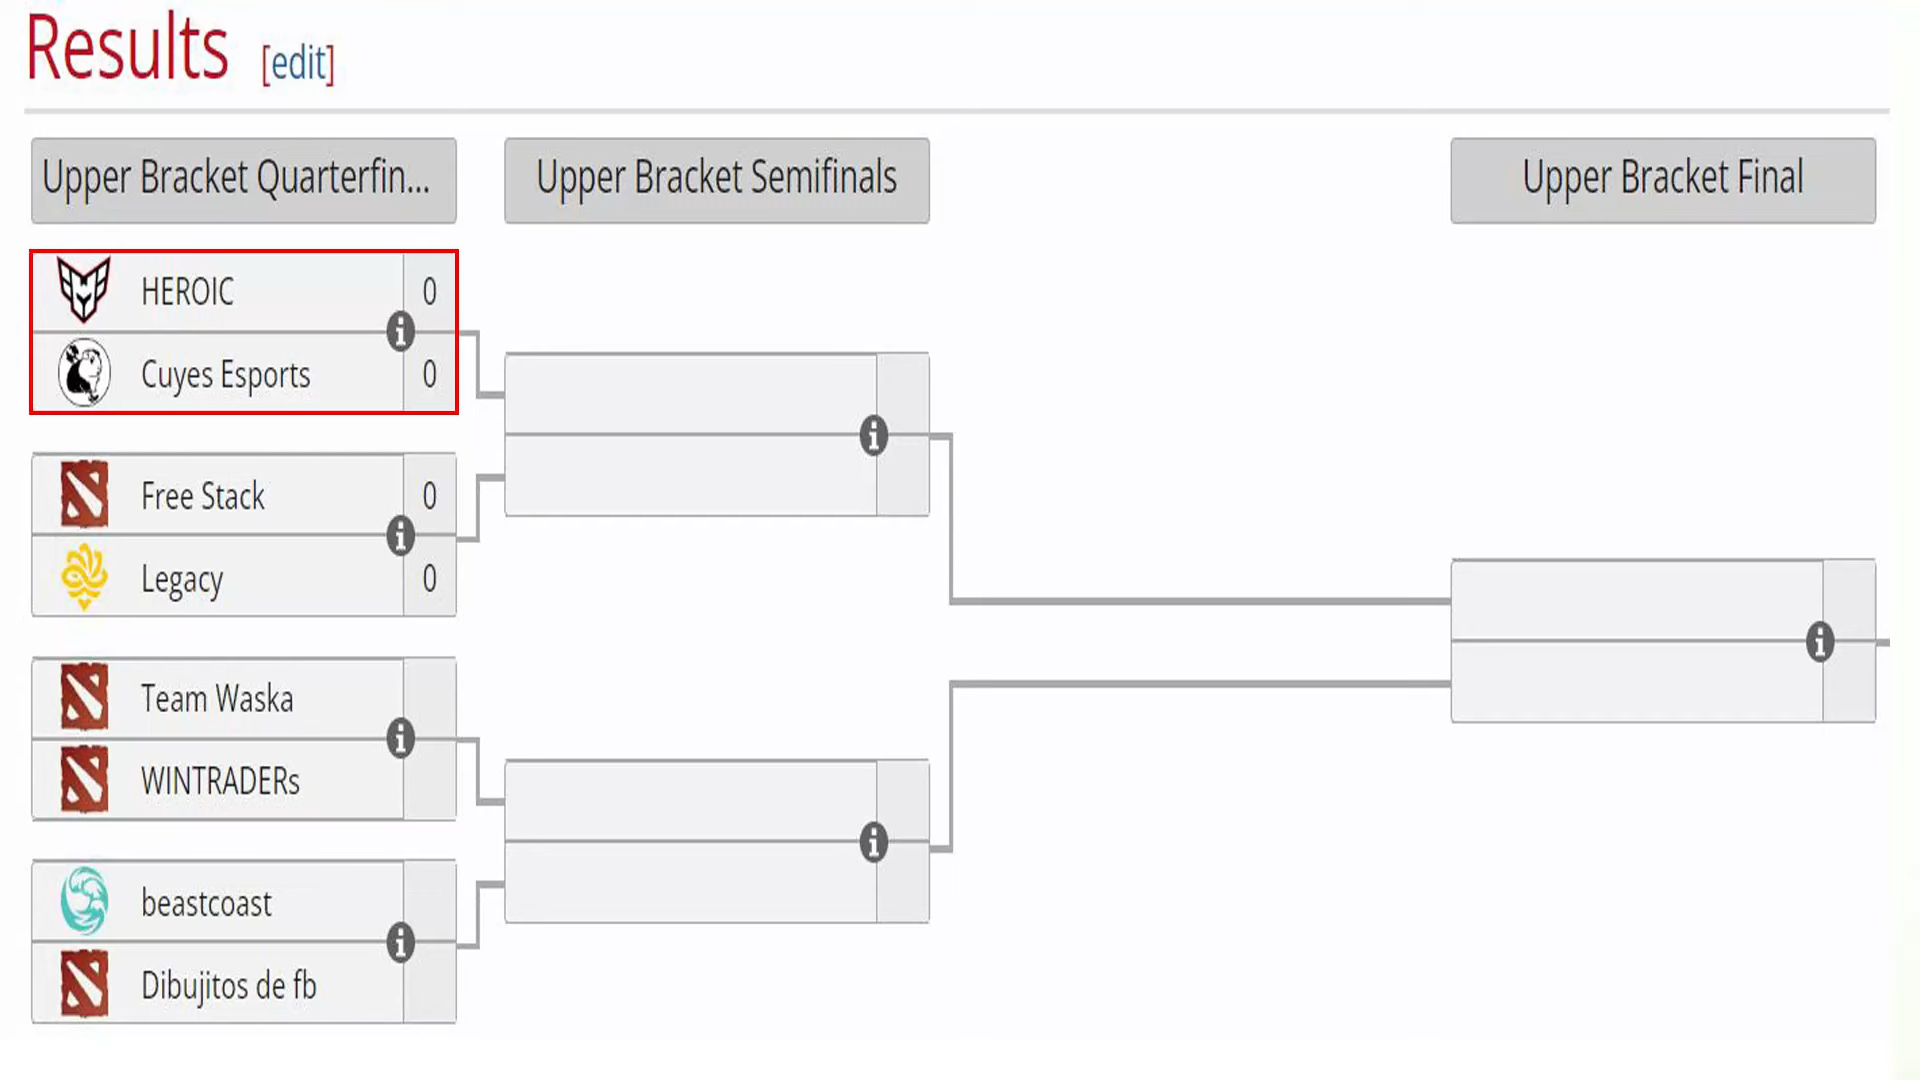 Results [edit]
Upper Bracket Quarterfin...
Upper Bracket Semifinals
Upper Bracket Final
HEROIC 0
Cuyes Esports 0
Free Stack 0
Legacy 0
Team Waska
WINTRADERs
beastcoast
Dibujitos de fb